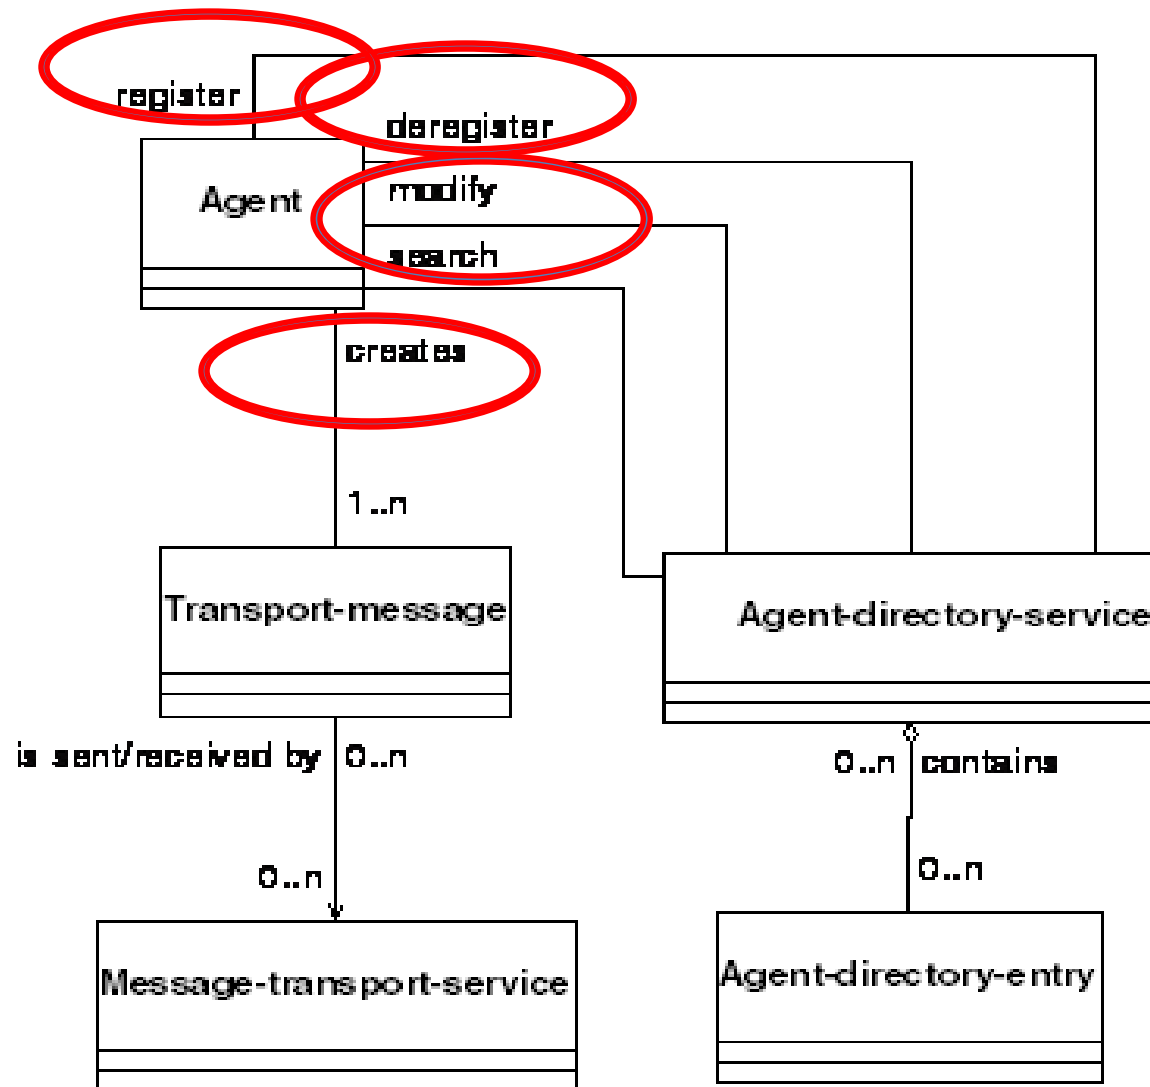 register
deregister
Agent
modify
search
creates
1..n
Transport-message
Agent-directory-service
is sent/received by
0..n
0..n
contains
0..n
0..n
Message-transport-service
Agent-directory-entry